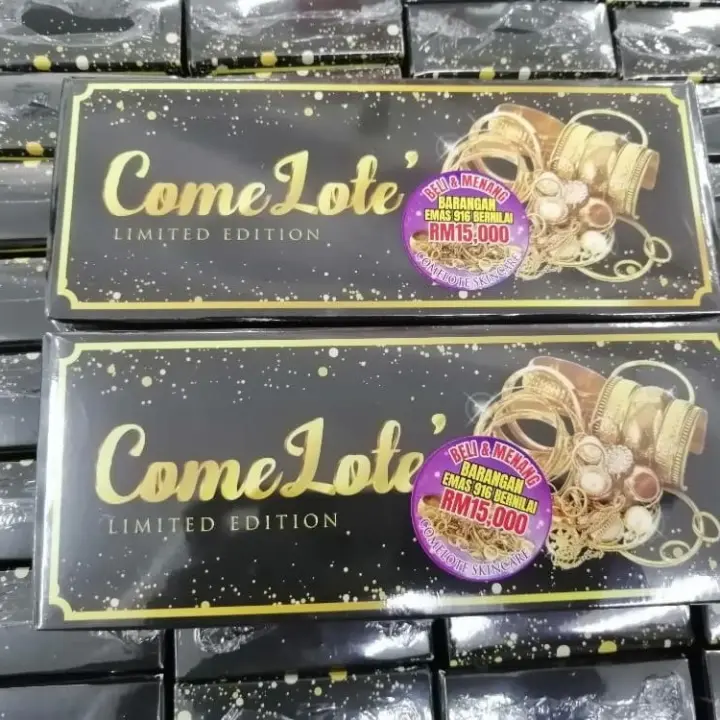 ComeLote'
LIMITED EDITION
BELI & MENANG
BARANGAN
EMAS 916 BERNILAI
RM15,000
COMELOTE SKINCARE
ComeLote'
LIMITED EDITION
BELI & MENANG
BARANGAN
EMAS 916 BERNILAI
RM15,000
COMELOTE SKINCARE